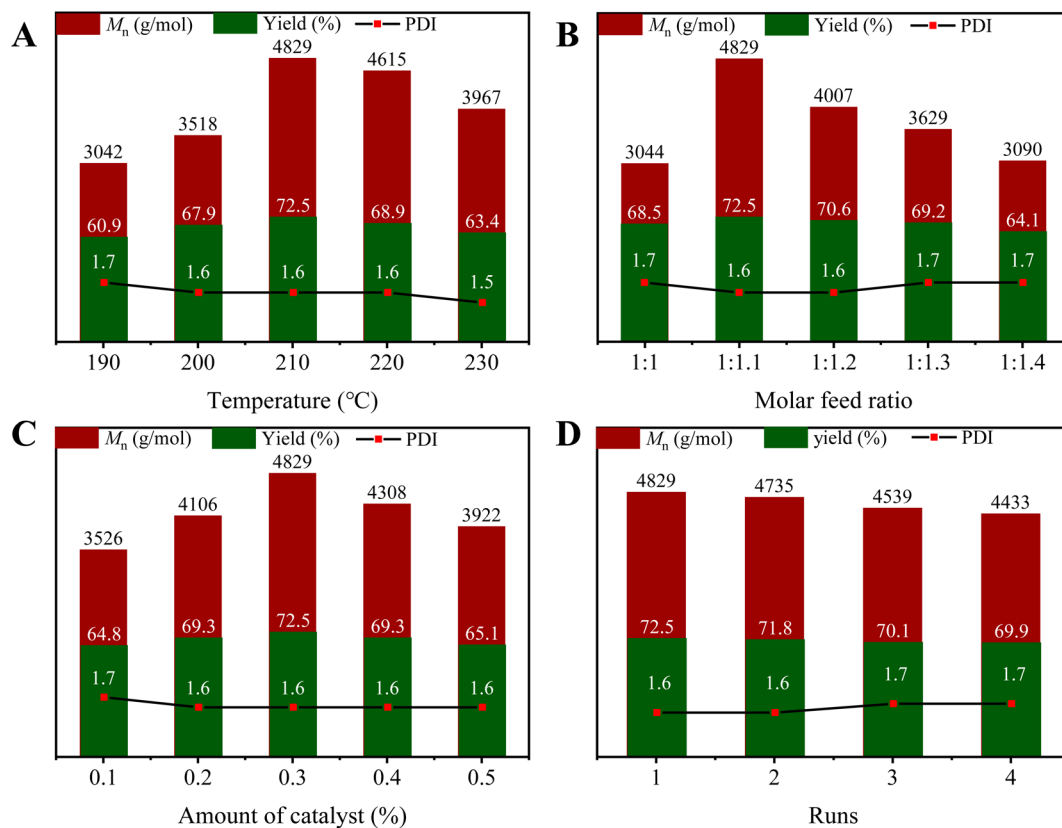 A
Mn (g/mol) Yield (%) PDI
4829
4615
3967
3518
3042
72.5
68.9
67.9
63.4
60.9
1.7 1.6 1.6 1.6 1.5
190 200 210 220 230
Temperature (℃)
B
Mn (g/mol) Yield (%) PDI
4829
4007
3629
3044 3090
68.5 72.5 70.6 69.2 64.1
1.7 1.6 1.6 1.7 1.7
1:1 1:1.1 1:1.2 1:1.3 1:1.4
Molar feed ratio
C
Mn (g/mol) Yield (%) PDI
4829
4106 4308
3526 3922
64.8 69.3 72.5 69.3 65.1
1.7 1.6 1.6 1.6 1.6
0.1 0.2 0.3 0.4 0.5
Amount of catalyst (%)
D
Mn (g/mol) yield (%) PDI
4829 4735 4539 4433
72.5 71.8 70.1 69.9
1.6 1.6 1.7 1.7
1 2 3 4
Runs